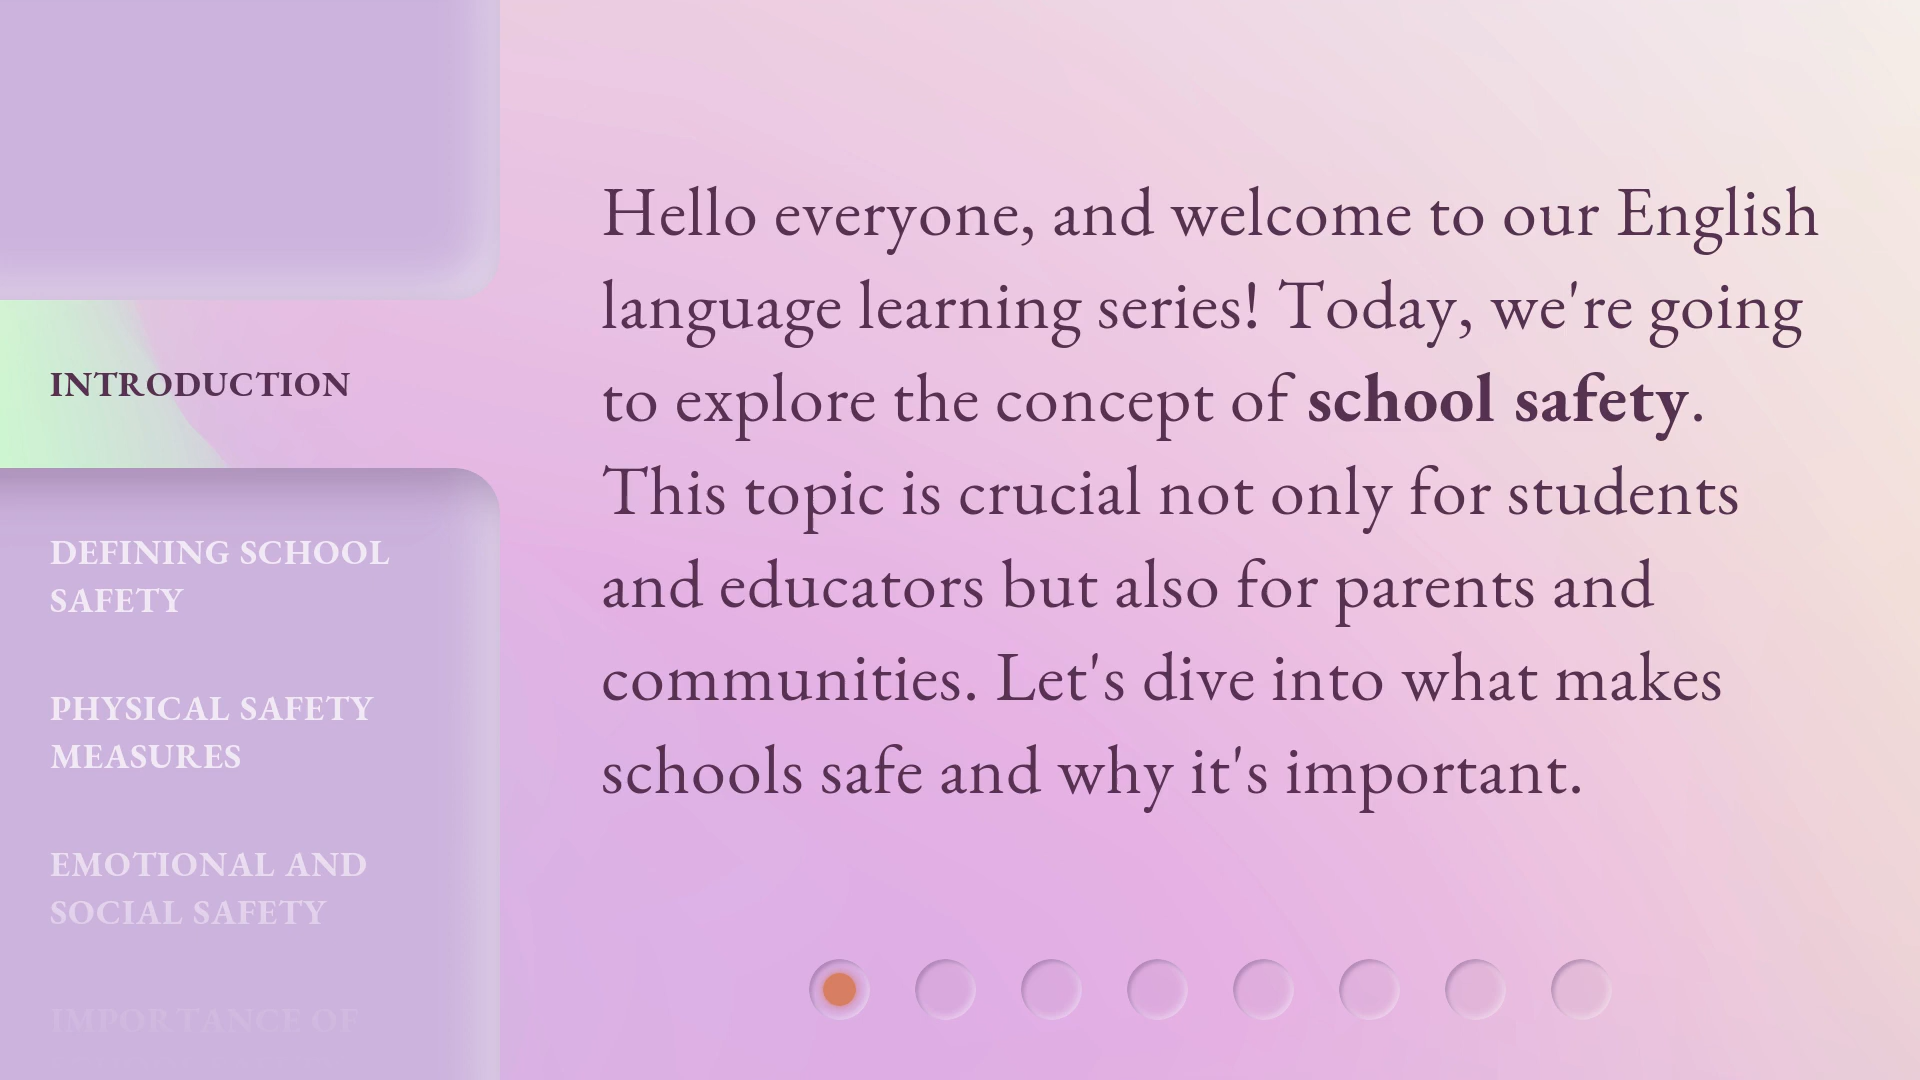 INTRODUCTION
DEFINING SCHOOL
SAFETY
PHYSICAL SAFETY
MEASURES
EMOTIONAL AND
SOCIAL SAFETY
IMPORTANCE OF
Hello everyone, and welcome to our English
language learning series! Today, we're going
to explore the concept of school safety.
This topic is crucial not only for students
and educators but also for parents and
communities. Let's dive into what makes
schools safe and why it's important.